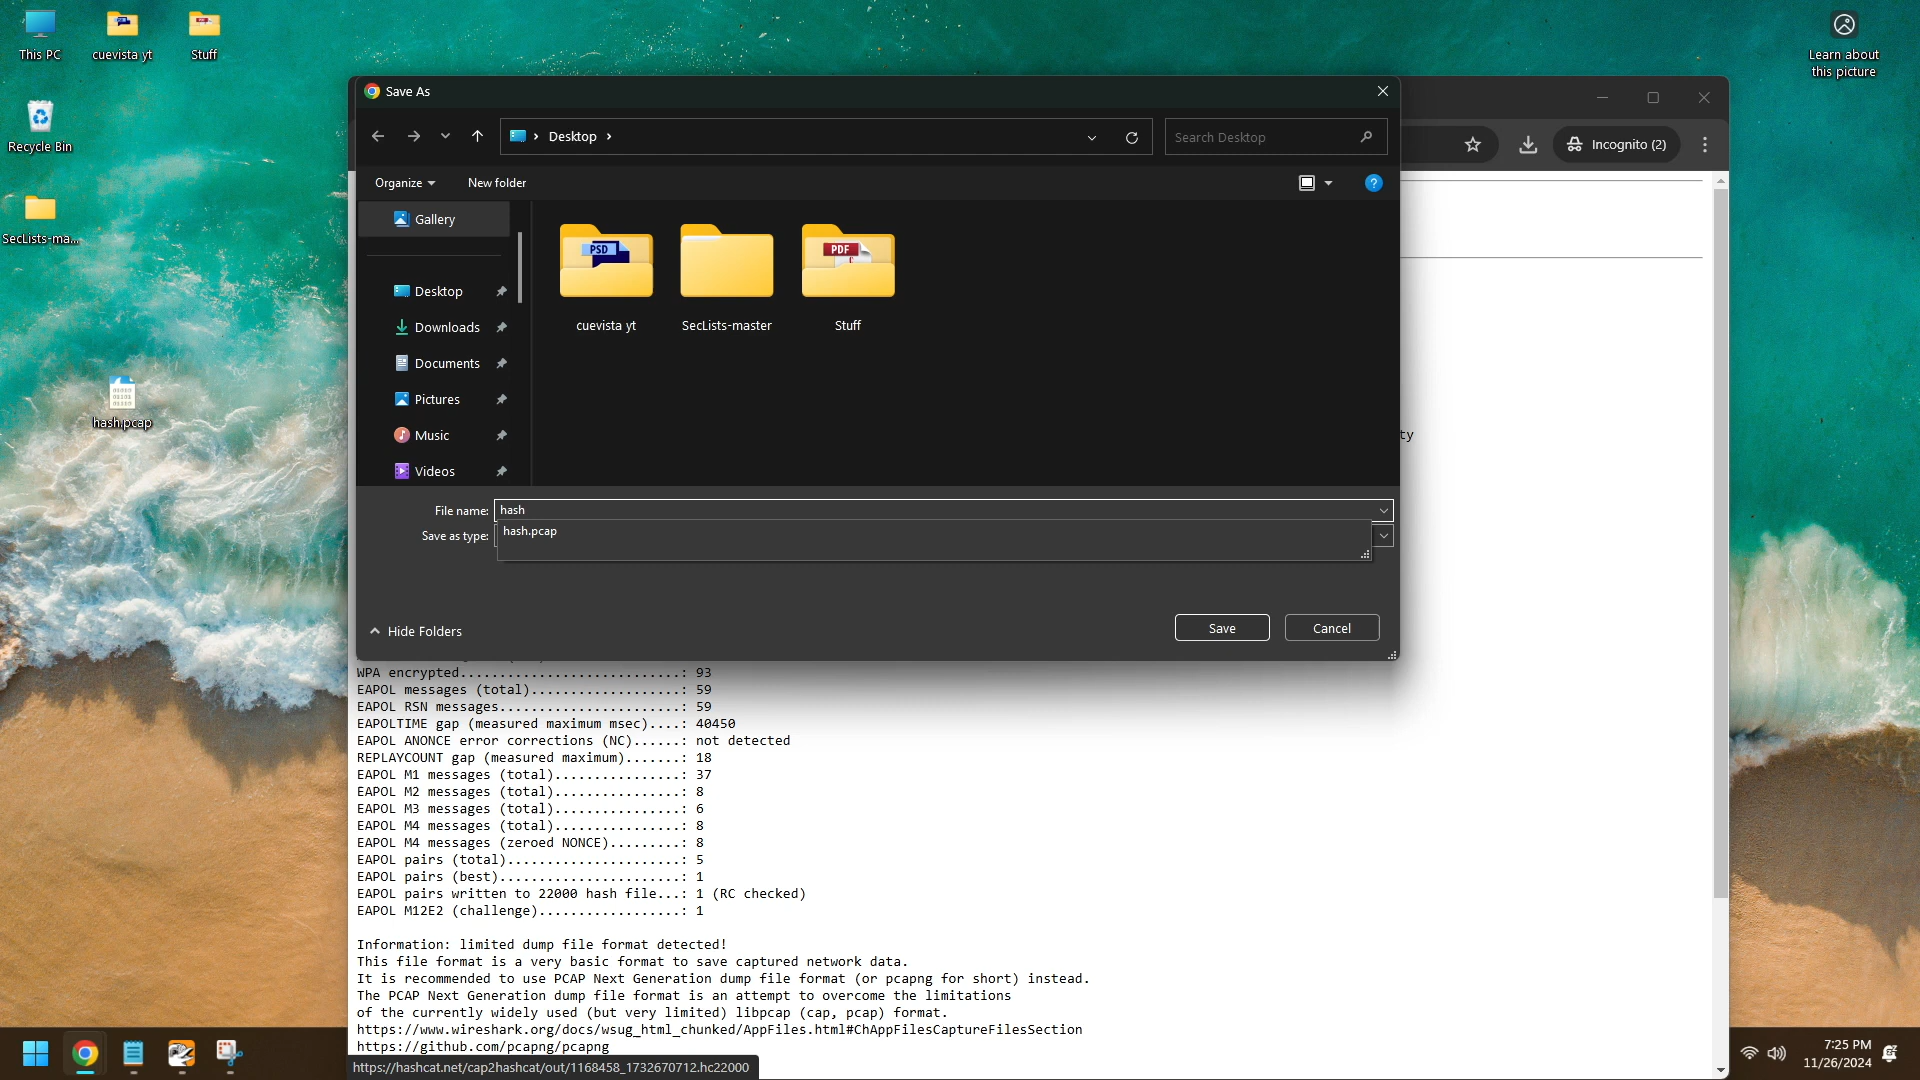 This PC
cuevista yt
Stuff
Learn about
this picture
Recycle Bin
SecLists-ma...
hash.pcap
Save As
Desktop
Search Desktop
Incognito (2)
Organize
New folder
Gallery
Desktop
Downloads
Documents
Pictures
Music
Videos
PSD
PDF
cuevista yt
SecLists-master
Stuff
ty
File name:
hash
Save as type:
hash.pcap
Hide Folders
Save
Cancel
WPA encrypted............................: 93
EAPOL messages (total)...................: 59
EAPOL RSN messages.......................: 59
EAPOLTIME gap (measured maximum msec)....: 40450
EAPOL ANONCE error corrections (NC)......: not detected
REPLAYCOUNT gap (measured maximum).......: 18
EAPOL M1 messages (total)................: 37
EAPOL M2 messages (total)................: 8
EAPOL M3 messages (total)................: 6
EAPOL M4 messages (total)................: 8
EAPOL M4 messages (zeroed NONCE).........: 8
EAPOL pairs (total)......................: 5
EAPOL pairs (best).......................: 1
EAPOL pairs written to 22000 hash file...: 1 (RC checked)
EAPOL M12E2 (challenge)..................: 1
Information: limited dump file format detected!
This file format is a very basic format to save captured network data.
It is recommended to use PCAP Next Generation dump file format (or pcapng for short) instead.
The PCAP Next Generation dump file format is an attempt to overcome the limitations
of the currently widely used (but very limited) libpcap (cap, pcap) format.
https://www.wireshark.org/docs/wsug_html_chunked/AppFiles.html#ChAppFilesCaptureFilesSection
https://github.com/pcapng/pcapng
https://hashcat.net/cap2hashcat/out/1168458_1732670712.hc22000
7:25 PM
11/26/2024